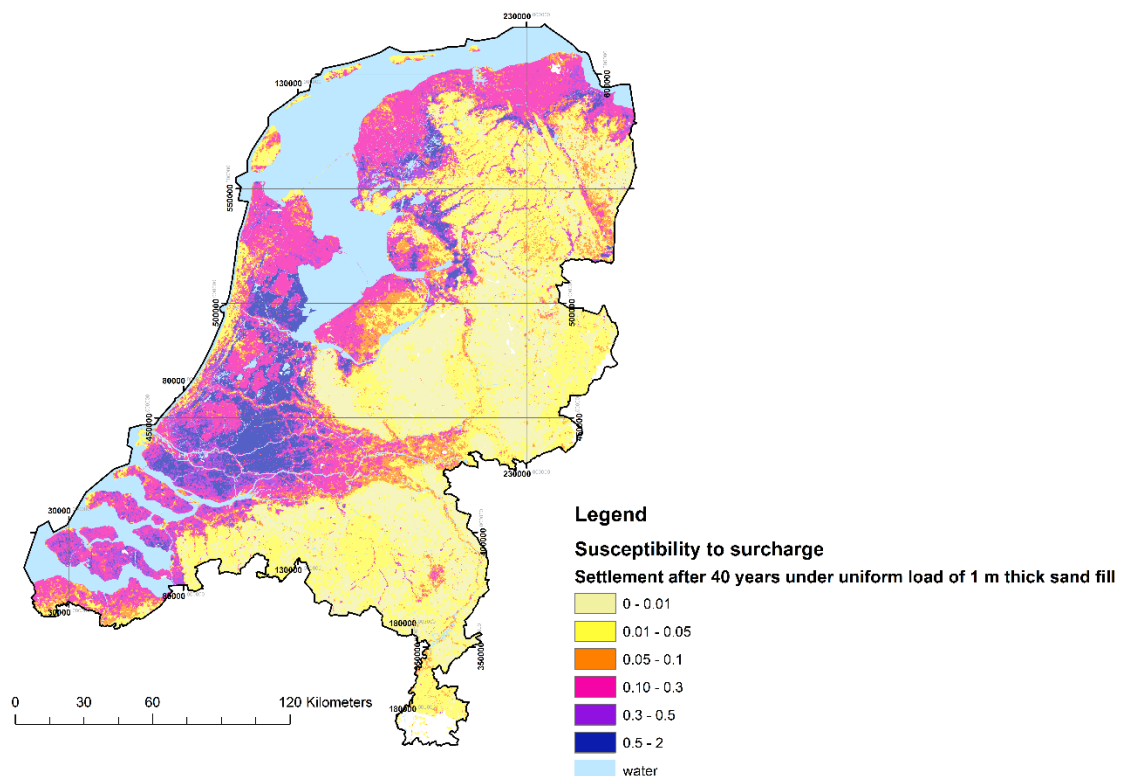 230000
130000
600000
550000
50000
500000
80000
450000
450000
250000
30000
400000
130000
80000
30000
180000
350000
180000
Legend
Susceptibility to surcharge
Settlement after 40 years under uniform load of 1 m thick sand fill
0 - 0.01
0.01 - 0.05
0.05 - 0.1
0.10 - 0.3
0.3 - 0.5
0.5 - 2
water
0 30 60 120 Kilometers